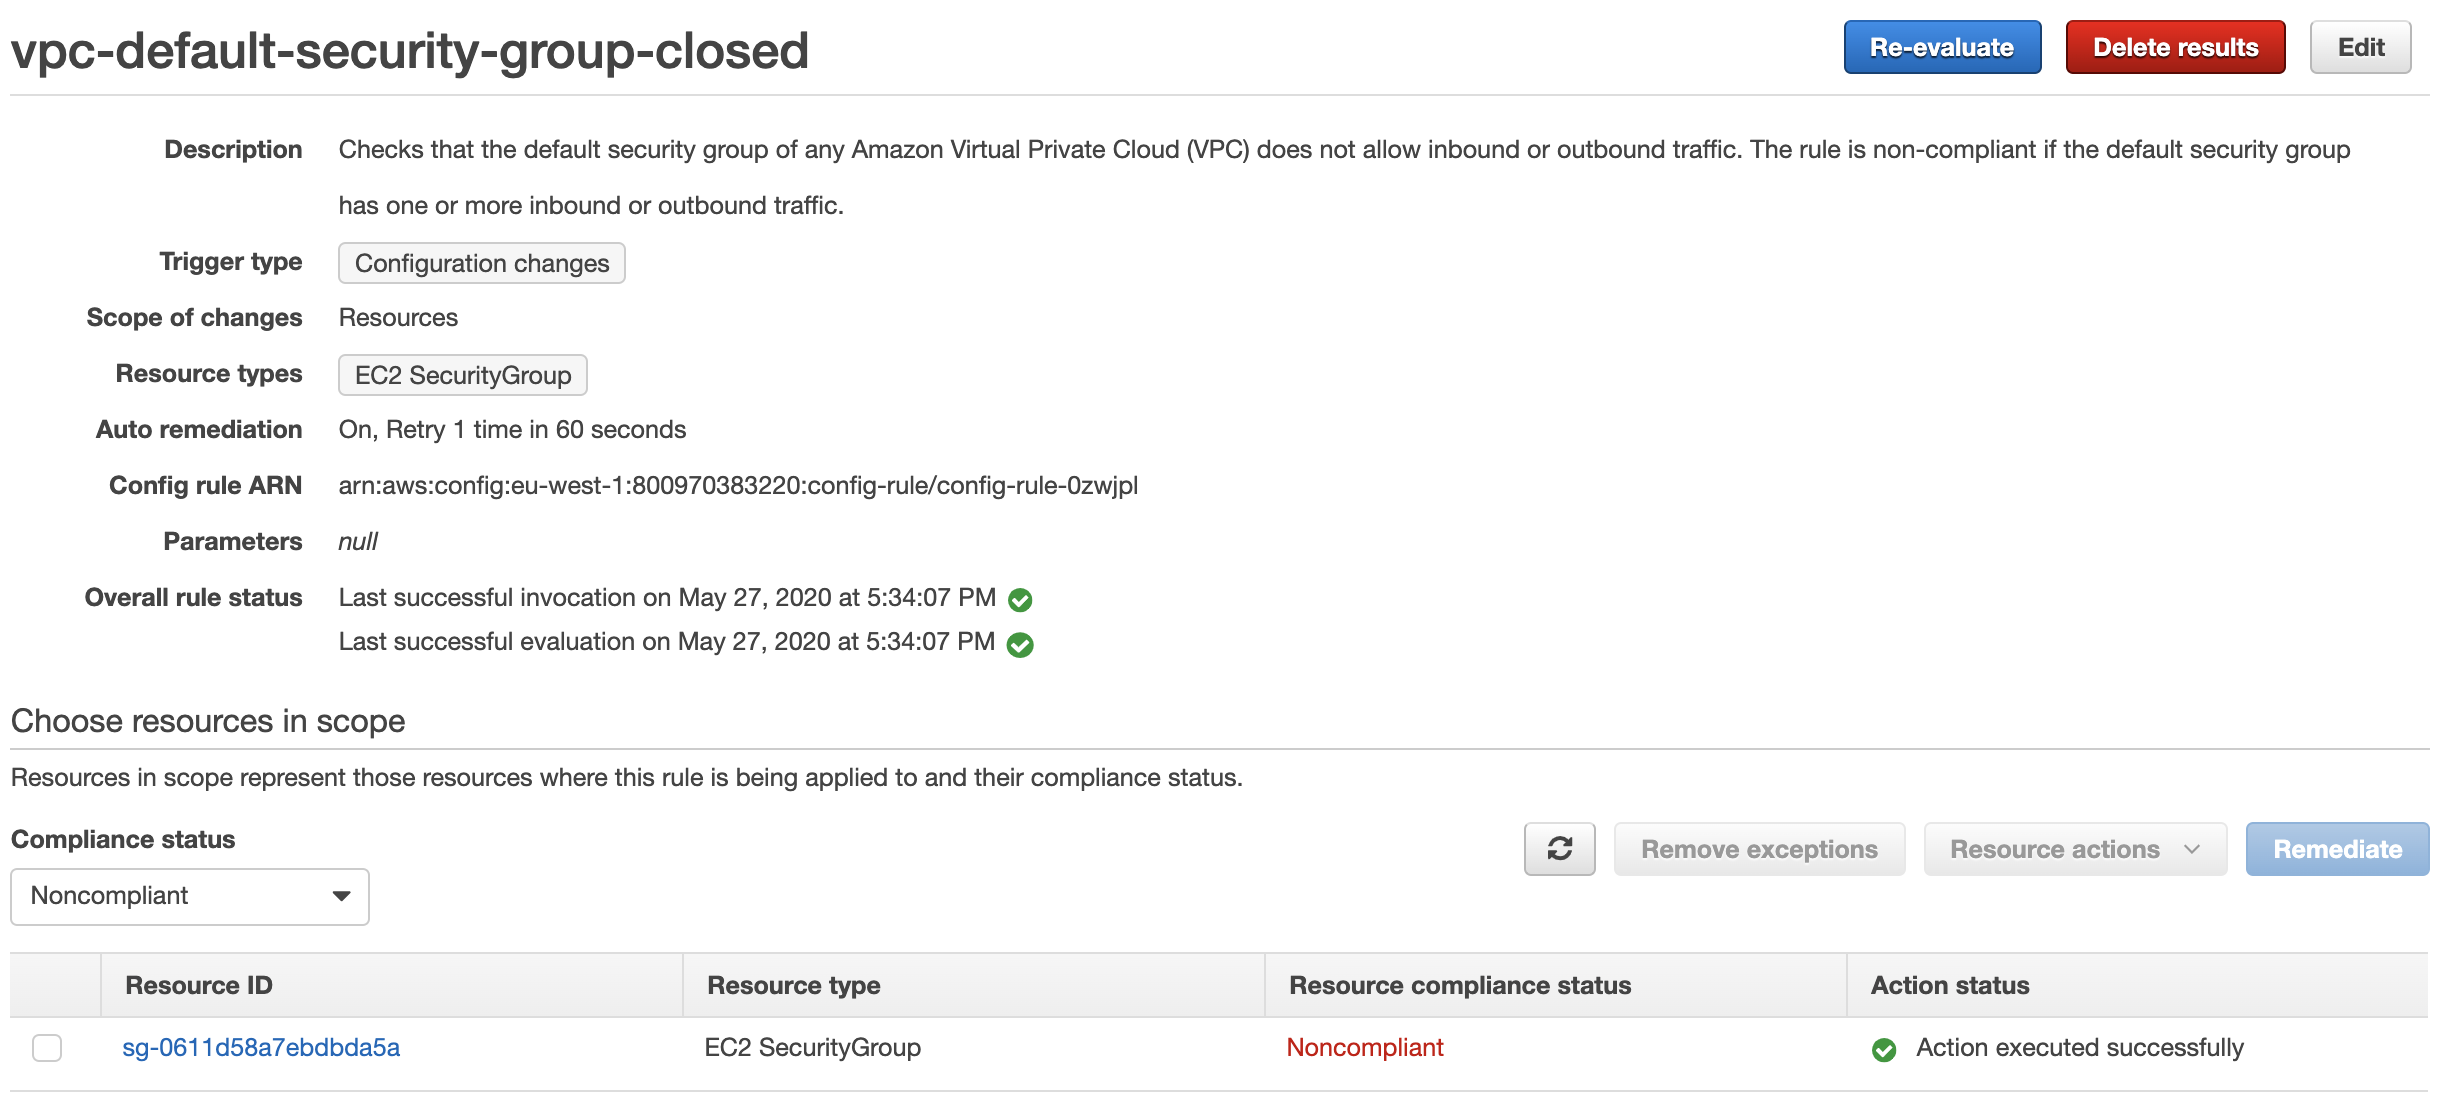 vpc-default-security-group-closed
Re-evaluate
Delete results
Edit
Description
Checks that the default security group of any Amazon Virtual Private Cloud (VPC) does not allow inbound or outbound traffic. The rule is non-compliant if the default security group
has one or more inbound or outbound traffic.
Trigger type
Configuration changes
Scope of changes
Resources
Resource types
EC2 SecurityGroup
Auto remediation
On, Retry 1 time in 60 seconds
Config rule ARN
arn:aws:config:eu-west-1:800970383220:config-rule/config-rule-0zwjpl
Parameters
null
Overall rule status
Last successful invocation on May 27, 2020 at 5:34:07 PM
Last successful evaluation on May 27, 2020 at 5:34:07 PM
Choose resources in scope
Resources in scope represent those resources where this rule is being applied to and their compliance status.
Compliance status
Noncompliant
Remove exceptions
Resource actions
Remediate
Resource ID
Resource type
Resource compliance status
Action status
sg-0611d58a7ebdbda5a
EC2 SecurityGroup
Noncompliant
Action executed successfully